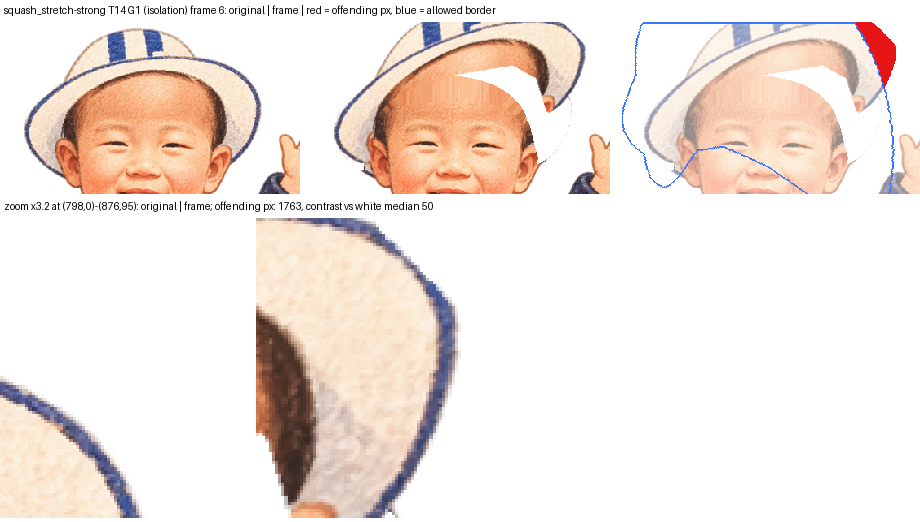 squash_stretch-strong T14 G1 (isolation) frame 6: original | frame | red = offending px, blue = allowed border
zoom x3.2 at (798,0)-(876,95): original | frame; offending px: 1763, contrast vs white median 50